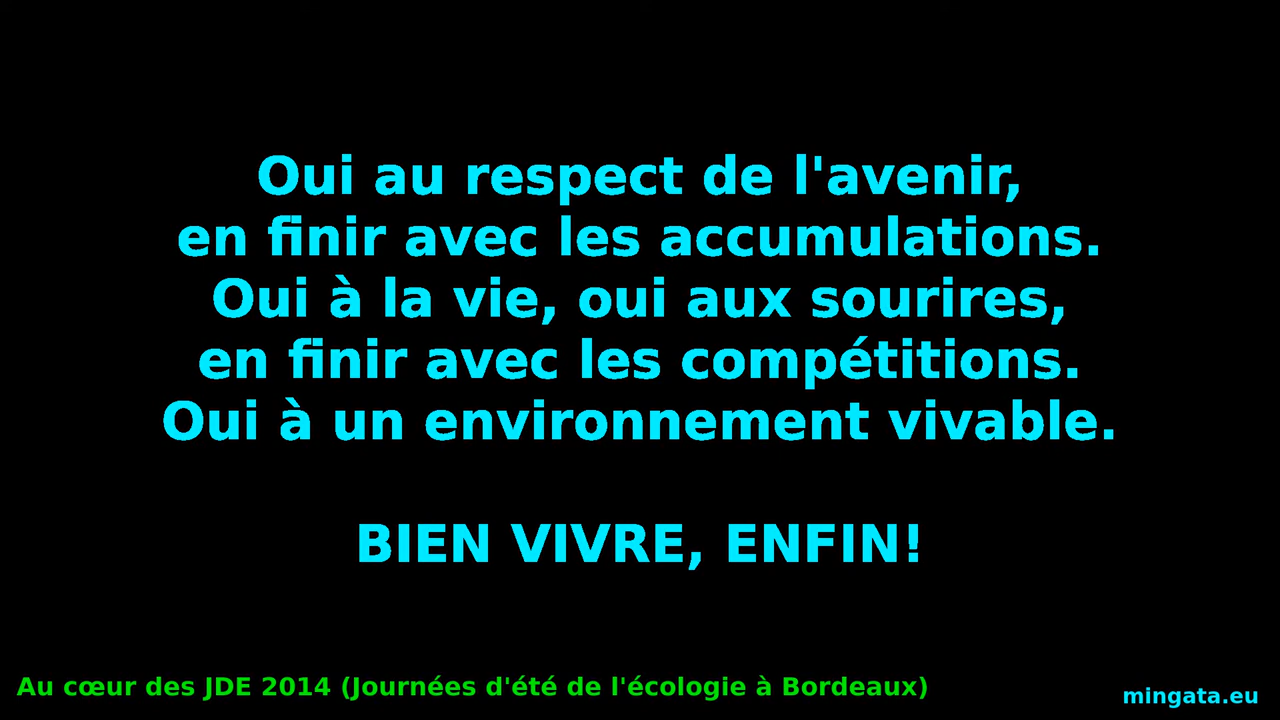 Oui au respect de l'avenir,
en finir avec les accumulations.
Oui à la vie, oui aux sourires,
en finir avec les compétitions.
Oui à un environnement vivable.
BIEN VIVRE, ENFIN!
Au cœur des JDE 2014 (Journées d'été de l'écologie à Bordeaux)
mingata.eu